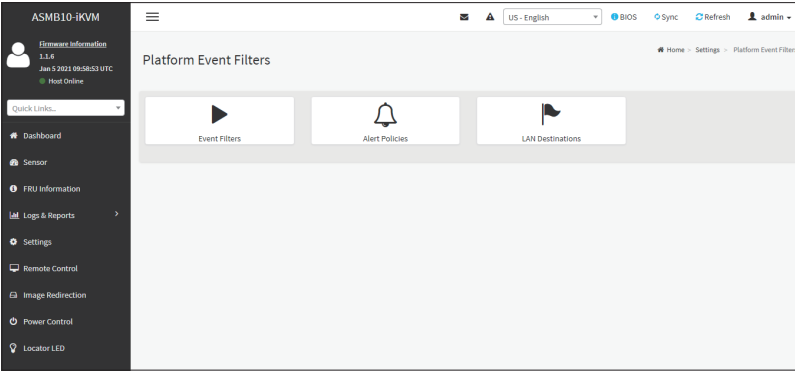 ASMB10-iKVM
Firmware Information
1.1.6
Jan 5 2021 09:58:53 UTC
Host Online
Quick Links..
Dashboard
Sensor
FRU Information
Logs & Reports
Settings
Remote Control
Image Redirection
Power Control
Locator LED
US - English
BIOS
Sync
Refresh
admin
Platform Event Filters
Home > Settings > Platform Event Filters
Event Filters
Alert Policies
LAN Destinations